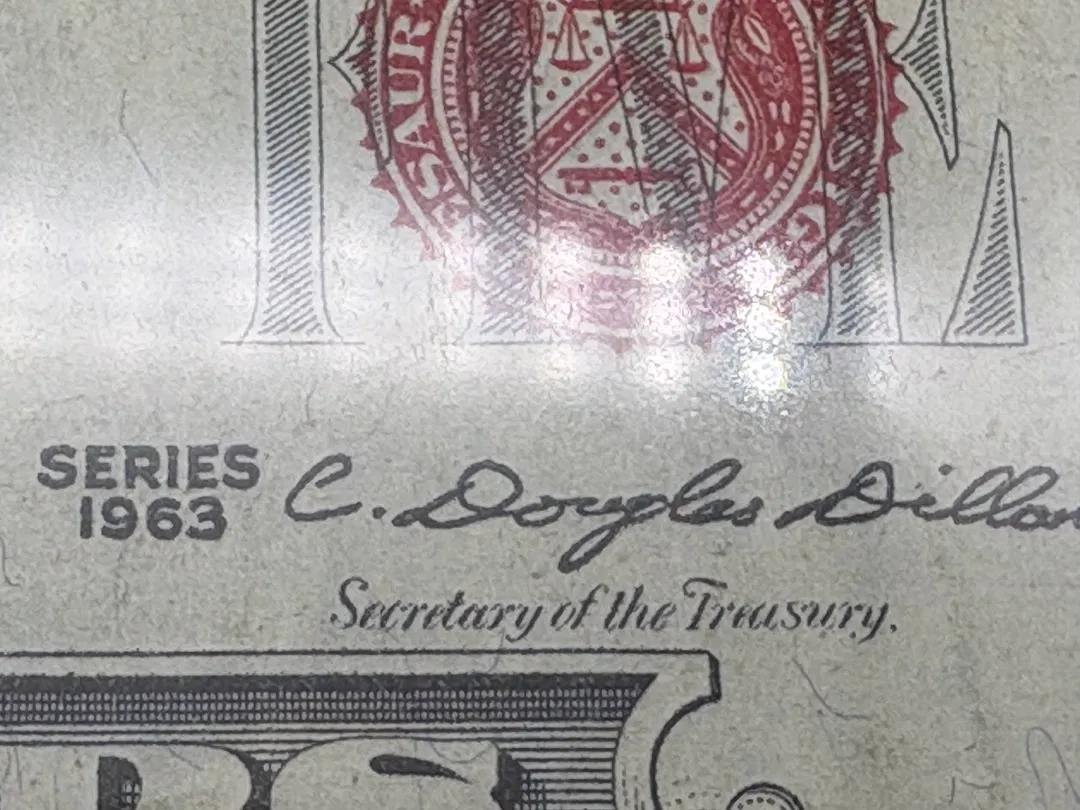 SERIES
1963
C. Douglas Dillon
Secretary of the Treasury.